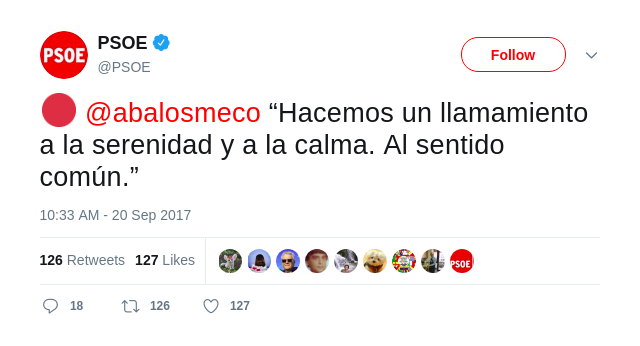 PSOE
PSOE
@PSOE
Follow
@abalosmeco “Hacemos un llamamiento
a la serenidad y a la calma. Al sentido
común.”
10:33 AM - 20 Sep 2017
126 Retweets 127 Likes
PSOE
18 126 127